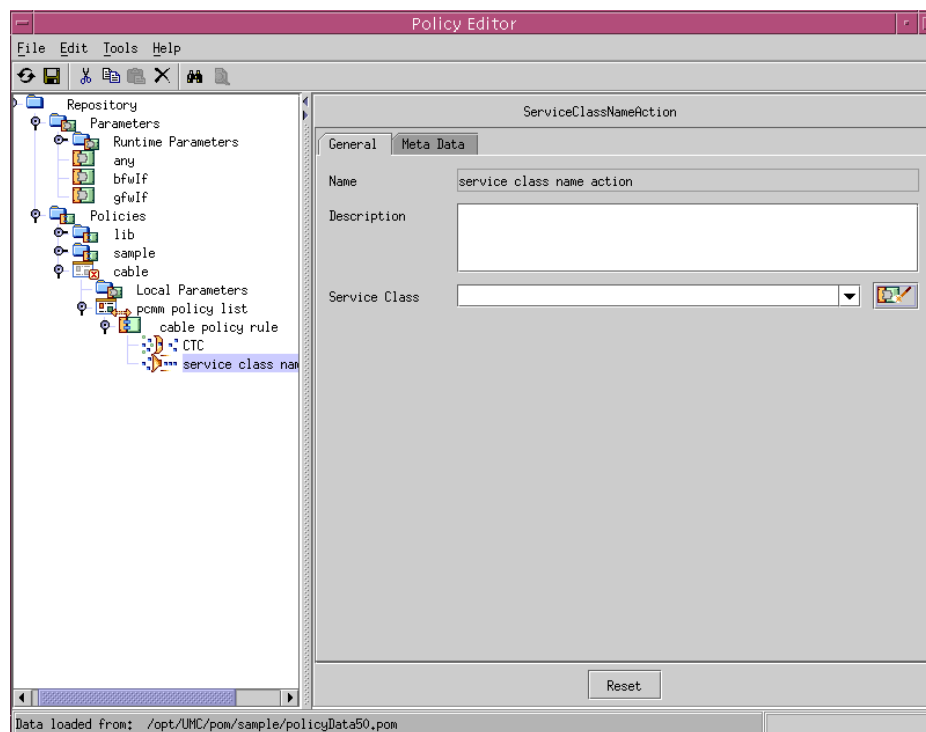 Policy Editor
File Edit Tools Help
Repository
Parameters
Runtime Parameters
any
bfwIf
gfwIf
Policies
lib
sample
cable
Local Parameters
pcmm policy list
cable policy rule
CTC
service class nam
ServiceClassNameAction
General Meta Data
Name service class name action
Description
Service Class
Reset
Data loaded from: /opt/UMC/pom/sample/policyData50.pom